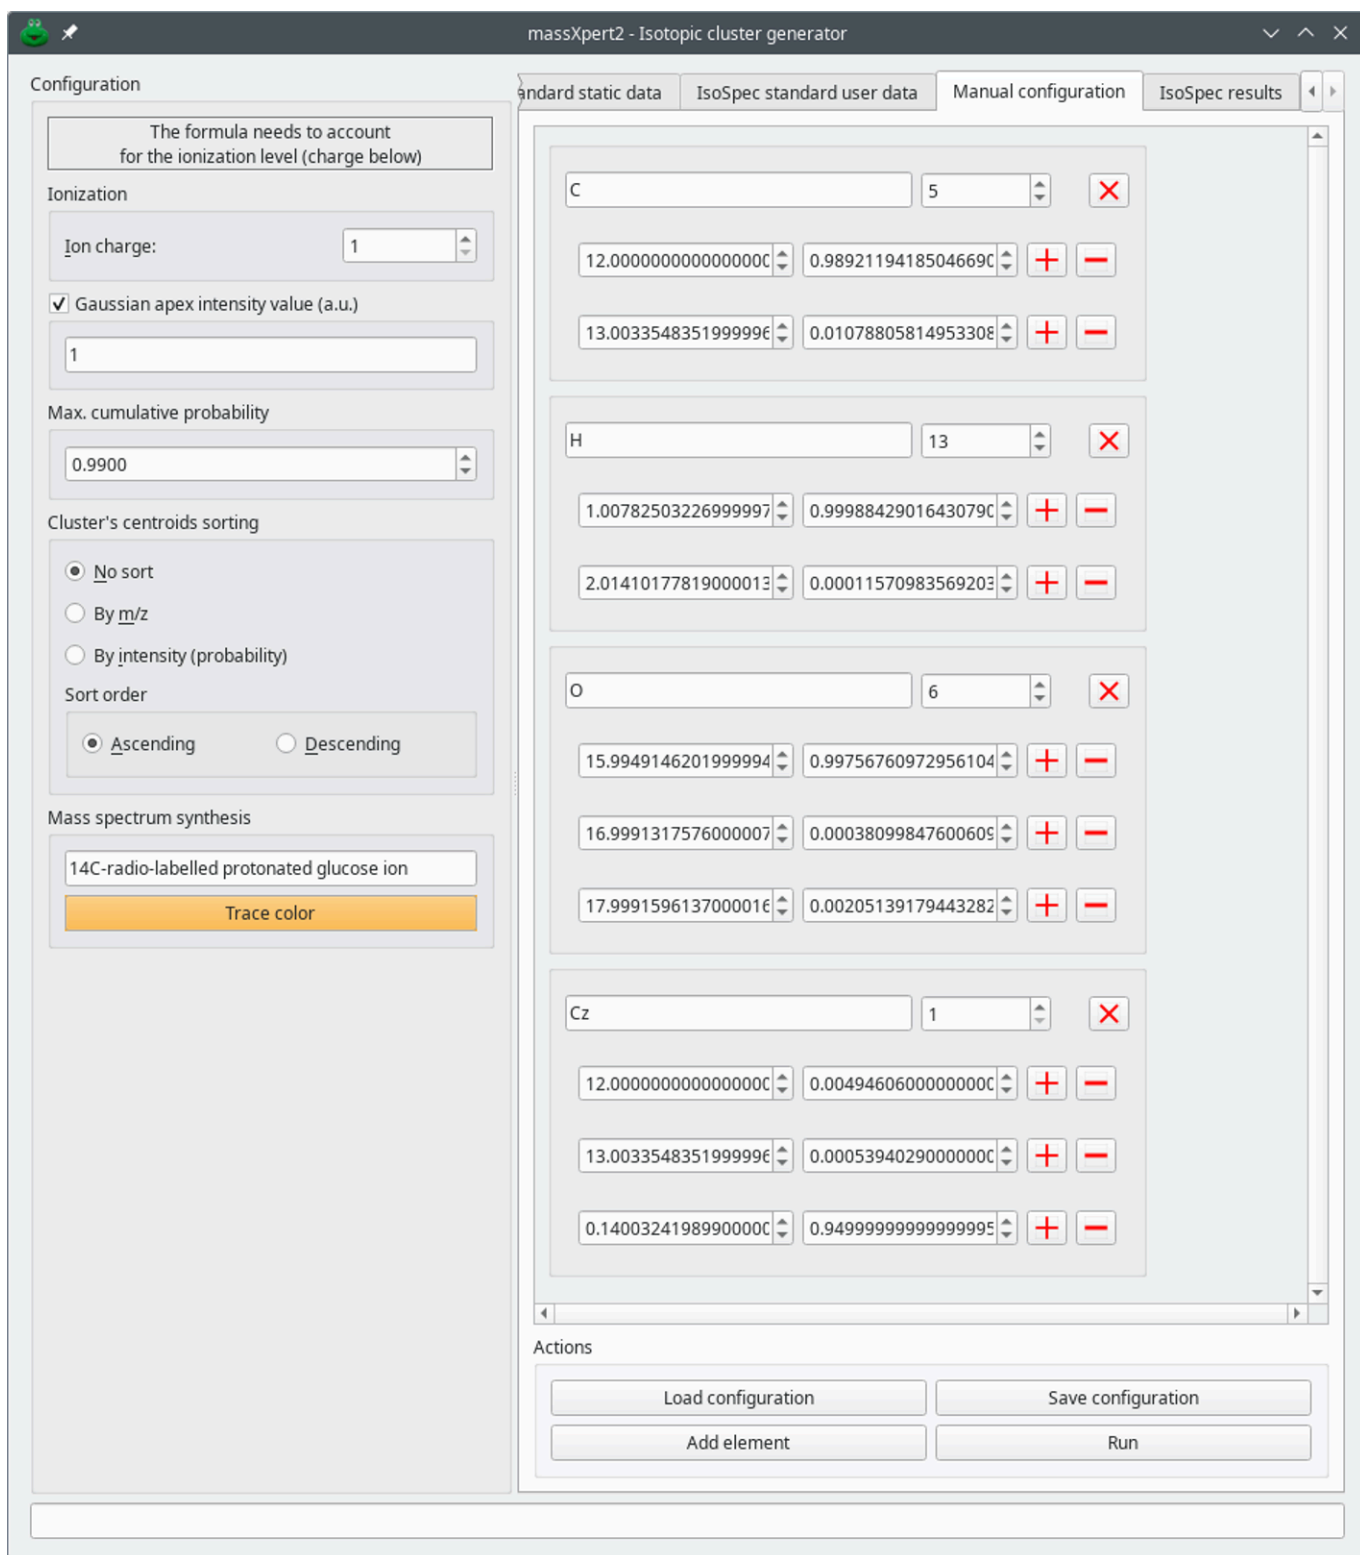 massXpert2 - Isotopic cluster generator
Configuration
The formula needs to account
for the ionization level (charge below)
Ionization
Ion charge:
1
Gaussian apex intensity value (a.u.)
1
Max. cumulative probability
0.9900
Cluster's centroids sorting
No sort
By m/z
By intensity (probability)
Sort order
Ascending Descending
Mass spectrum synthesis
14C-radio-labelled protonated glucose ion
Trace color
andard static data IsoSpec standard user data Manual configuration IsoSpec results
C 5
12.000000000000000 0.98921194185046690
13.0033548351999996 0.01078805814953308
H 13
1.00782503226999997 0.99988429016430790
2.01410177819000013 0.00011570983569203
O 6
15.9949146201999994 0.99756760972956104
16.9991317576000007 0.00038099847600609
17.9991596137000016 0.00205139179443282
Cz 1
12.0000000000000000 0.00494606000000000
13.0033548351999996 0.00053940290000000
0.14003241989900000 0.94999999999999995
Actions
Load configuration Save configuration
Add element Run